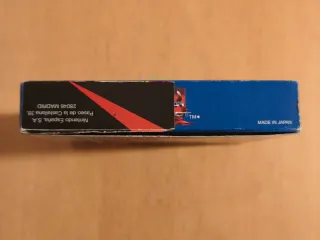 Nintendo España, S.A.
Paseo de la Castellana 39,
28046 MADRID
TM
MADE IN JAPAN